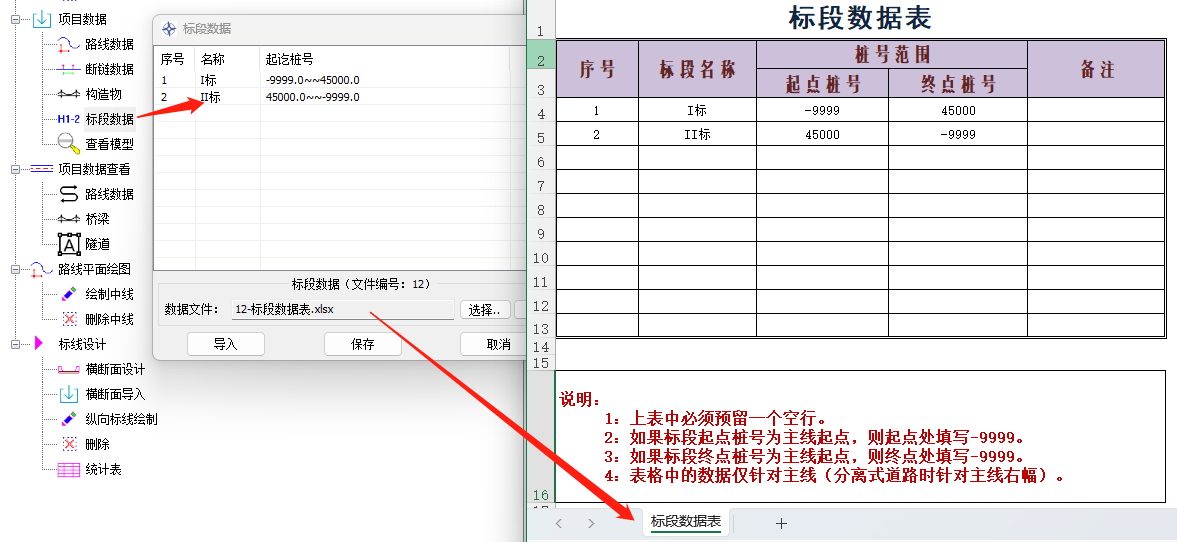 项目数据
路线数据
断链数据
构造物
H1-2 标段数据
查看模型
项目数据查看
路线数据
桥梁
A 隧道
路线平面绘图
绘制中线
删除中线
标线设计
横断面设计
横断面导入
纵向标线绘制
删除
统计表
标段数据
序号 名称 起讫桩号
1 I标 -9999.0~~45000.0
2 II标 45000.0~~-9999.0
标段数据（文件编号：12）
数据文件： 12-标段数据表.xlsx 选择..
导入 保存 取消
1 标段数据表
2 序号 标段名称 桩号范围 备注
3 起点桩号 终点桩号
4 1 I标 -9999 45000
5 2 II标 45000 -9999
6
7
8
9
10
11
12
13
14
15
说明：
1：上表中必须预留一个空行。
2：如果标段起点桩号为主线起点，则起点处填写-9999。
3：如果标段终点桩号为主线起点，则终点处填写-9999。
4：表格中的数据仅针对主线（分离式道路时针对主线右幅）。
16
< > 标段数据表 +